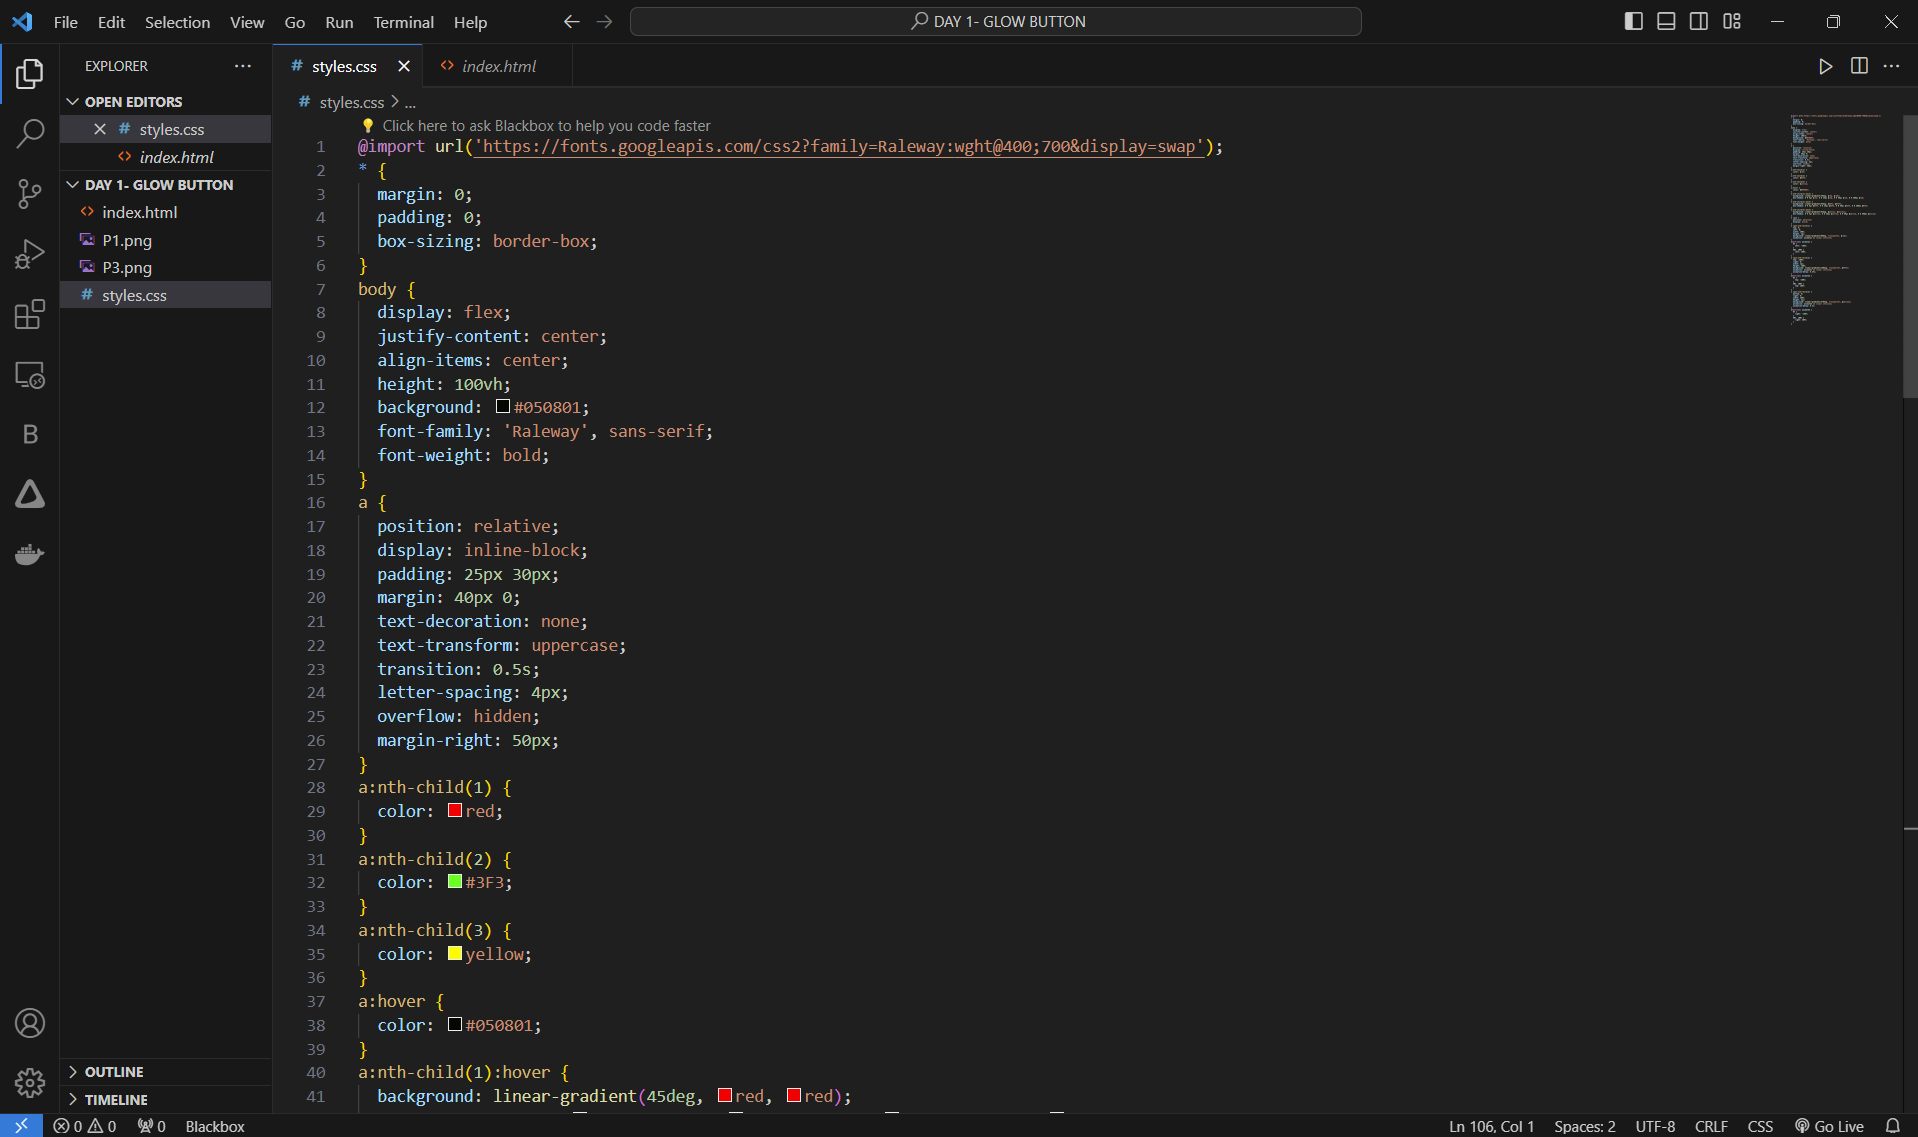 File Edit Selection View Go Run Terminal Help
DAY 1- GLOW BUTTON
EXPLORER
OPEN EDITORS
# styles.css
<> index.html
DAY 1- GLOW BUTTON
<> index.html
P1.png
P3.png
# styles.css
OUTLINE
TIMELINE
# styles.css
<> index.html
# styles.css > ...
Click here to ask Blackbox to help you code faster
1 @import url('https://fonts.googleapis.com/css2?family=Raleway:wght@400;700&display=swap');
2 * {
3 margin: 0;
4 padding: 0;
5 box-sizing: border-box;
6 }
7 body {
8 display: flex;
9 justify-content: center;
10 align-items: center;
11 height: 100vh;
12 background: #050801;
13 font-family: 'Raleway', sans-serif;
14 font-weight: bold;
15 }
16 a {
17 position: relative;
18 display: inline-block;
19 padding: 25px 30px;
20 margin: 40px 0;
21 text-decoration: none;
22 text-transform: uppercase;
23 transition: 0.5s;
24 letter-spacing: 4px;
25 overflow: hidden;
26 margin-right: 50px;
27 }
28 a:nth-child(1) {
29 color: red;
30 }
31 a:nth-child(2) {
32 color: #3F3;
33 }
34 a:nth-child(3) {
35 color: yellow;
36 }
37 a:hover {
38 color: #050801;
39 }
40 a:nth-child(1):hover {
41 background: linear-gradient(45deg, red, red);
0 0 0 Blackbox
Ln 106, Col 1 Spaces: 2 UTF-8 CRLF CSS Go Live